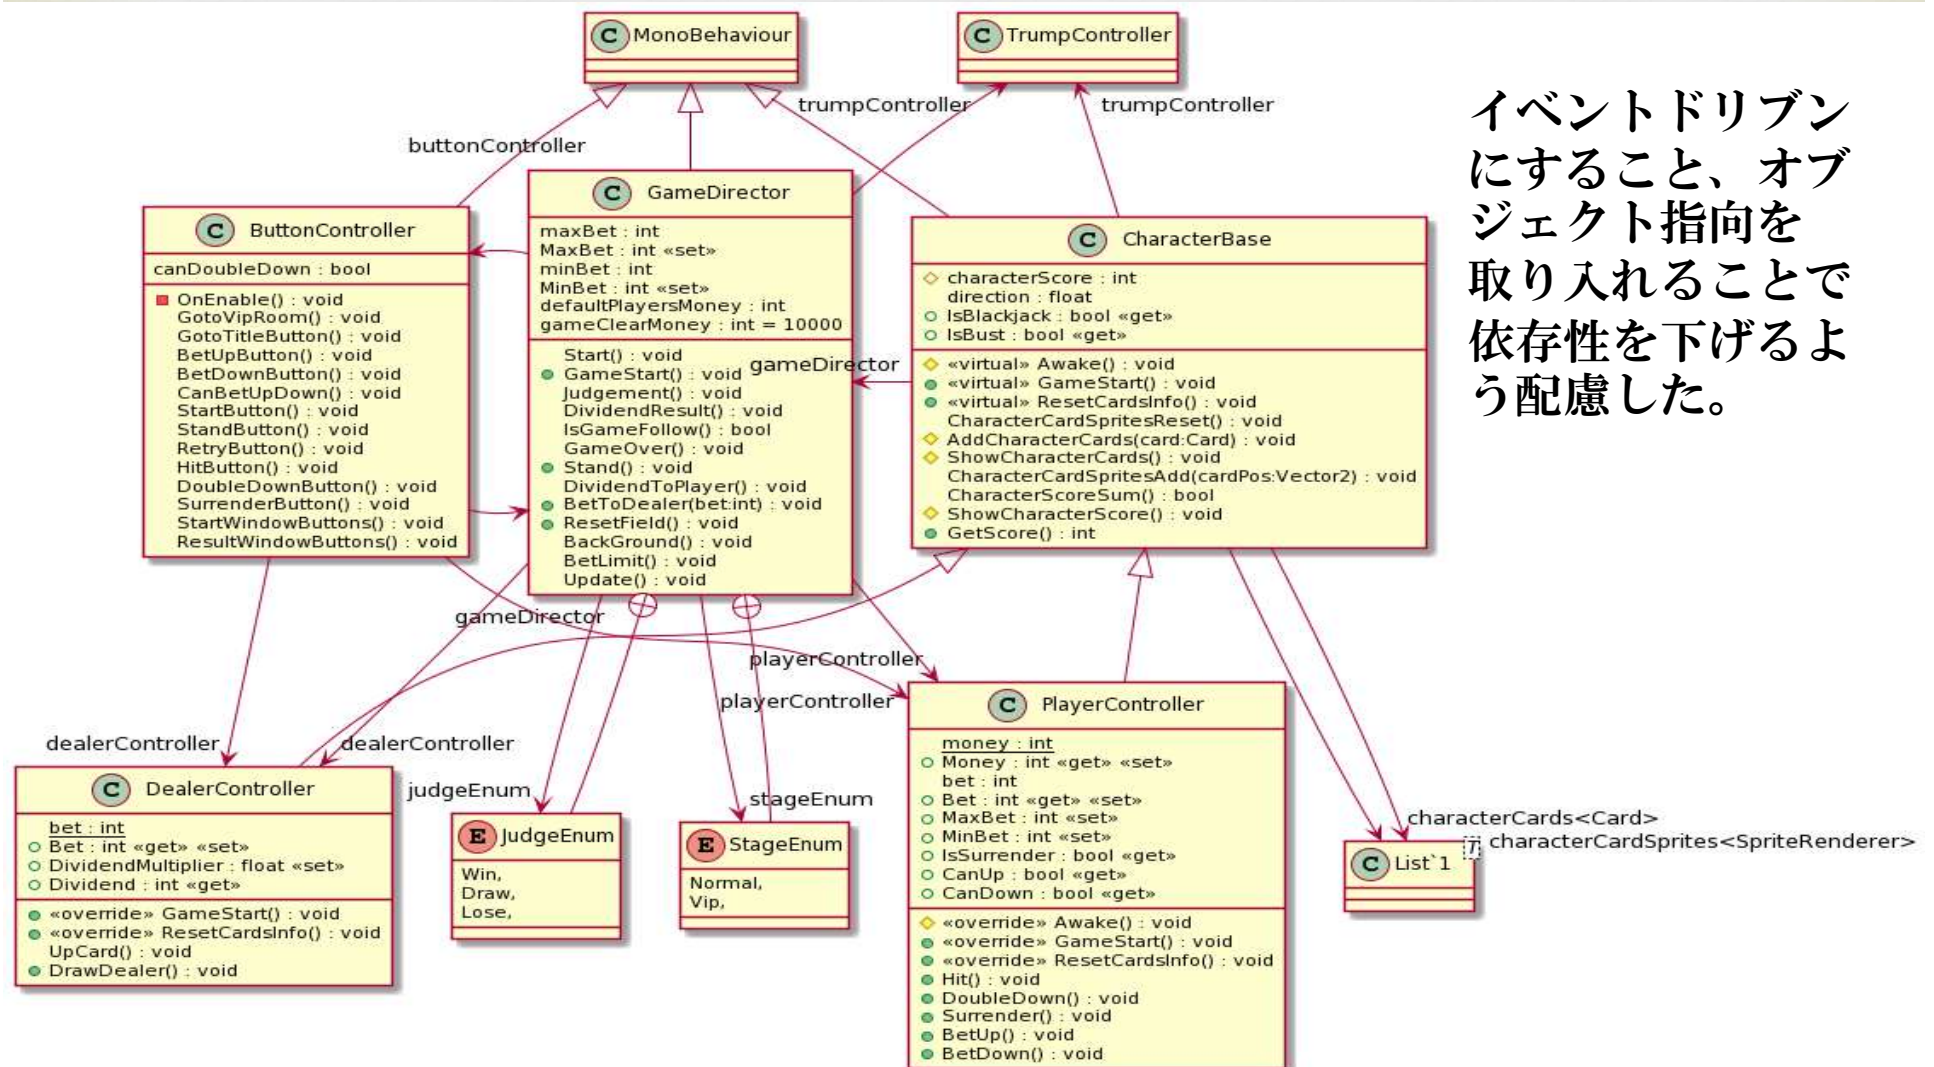 C MonoBehaviour
C TrumpController
trumpController
trumpController
buttonController
C ButtonController
canDoubleDown : bool
OnEnable() : void
GotoVipRoom() : void
GotoTitleButton() : void
BetUpButton() : void
BetDownButton() : void
CanBetUpDown() : void
StartButton() : void
StandButton() : void
RetryButton() : void
HitButton() : void
DoubleDownButton() : void
SurrenderButton() : void
StartWindowButtons() : void
ResultWindowButtons() : void
C GameDirector
maxBet : int
MaxBet : int «set»
minBet : int
MinBet : int «set»
defaultPlayersMoney : int
gameClearMoney : int = 10000
Start() : void
GameStart() : void
Judgement() : void
DividendResult() : void
IsGameFollow() : bool
GameOver() : void
Stand() : void
DividendToPlayer() : void
BetToDealer(bet:int) : void
ResetField() : void
BackGround() : void
BetLimit() : void
Update() : void
gameDirector
C CharacterBase
characterScore : int
direction : float
IsBlackjack : bool «get»
IsBust : bool «get»
«virtual» Awake() : void
«virtual» GameStart() : void
«virtual» ResetCardsInfo() : void
CharacterCardSpritesReset() : void
AddCharacterCards(card:Card) : void
ShowCharacterCards() : void
CharacterCardSpritesAdd(cardPos:Vector2) : void
CharacterScoreSum() : bool
ShowCharacterScore() : void
GetScore() : int
イベントドリブン
にすること、オブ
ジェクト指向を
取り入れることで
依存性を下げるよ
う配慮した。
gameDirector
playerController
playerController
dealerController
dealerController
judgeEnum
stageEnum
C DealerController
bet : int
Bet : int «get» «set»
DividendMultiplier : float «set»
Dividend : int «get»
«override» GameStart() : void
«override» ResetCardsInfo() : void
UpCard() : void
DrawDealer() : void
E JudgeEnum
Win,
Draw,
Lose,
E StageEnum
Normal,
Vip,
C PlayerController
money : int
Money : int «get» «set»
bet : int
Bet : int «get» «set»
MaxBet : int «set»
MinBet : int «set»
IsSurrender : bool «get»
CanUp : bool «get»
CanDown : bool «get»
«override» Awake() : void
«override» GameStart() : void
«override» ResetCardsInfo() : void
Hit() : void
DoubleDown() : void
Surrender() : void
BetUp() : void
BetDown() : void
characterCards<Card>
characterCardSprites<SpriteRenderer>
C List`1
T